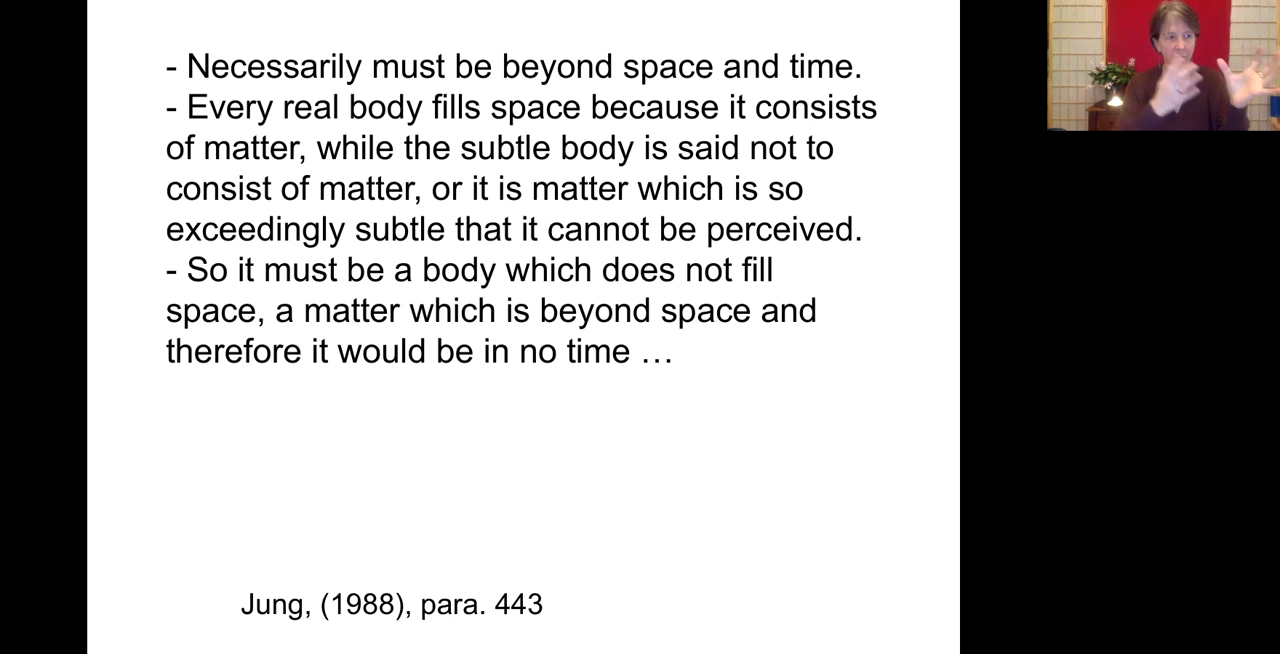 - Necessarily must be beyond space and time.
- Every real body fills space because it consists
of matter, while the subtle body is said not to
consist of matter, or it is matter which is so
exceedingly subtle that it cannot be perceived.
- So it must be a body which does not fill
space, a matter which is beyond space and
therefore it would be in no time …
Jung, (1988), para. 443